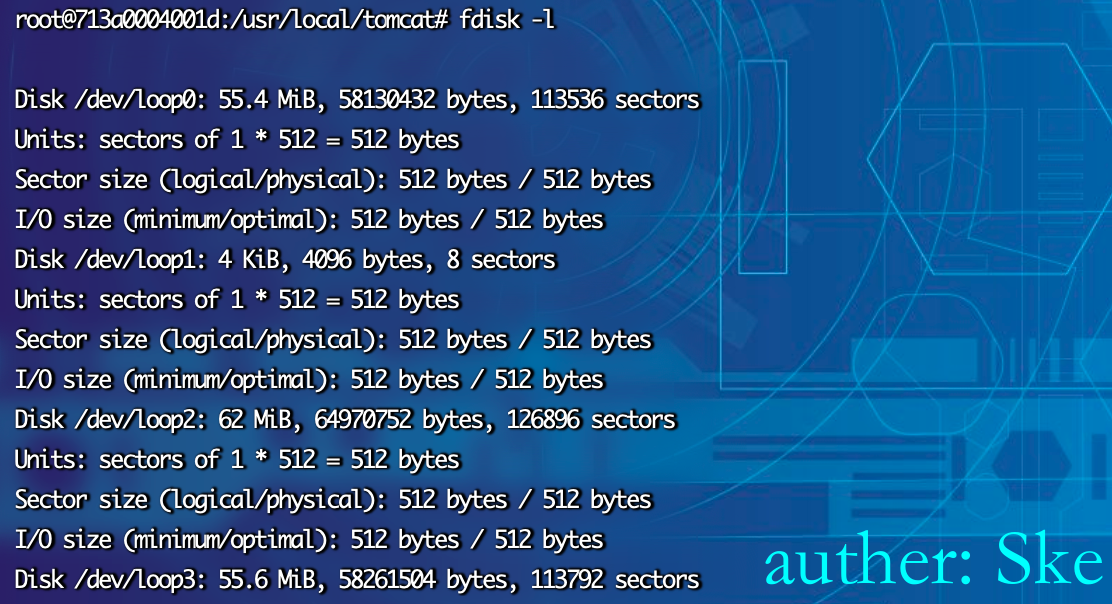 root@713a0004001d:/usr/local/tomcat# fdisk -l
Disk /dev/loop0: 55.4 MiB, 58130432 bytes, 113536 sectors
Units: sectors of 1 * 512 = 512 bytes
Sector size (logical/physical): 512 bytes / 512 bytes
I/O size (minimum/optimal): 512 bytes / 512 bytes
Disk /dev/loop1: 4 KiB, 4096 bytes, 8 sectors
Units: sectors of 1 * 512 = 512 bytes
Sector size (logical/physical): 512 bytes / 512 bytes
I/O size (minimum/optimal): 512 bytes / 512 bytes
Disk /dev/loop2: 62 MiB, 64970752 bytes, 126896 sectors
Units: sectors of 1 * 512 = 512 bytes
Sector size (logical/physical): 512 bytes / 512 bytes
I/O size (minimum/optimal): 512 bytes / 512 bytes
Disk /dev/loop3: 55.6 MiB, 58261504 bytes, 113792 sectors
auther: Ske